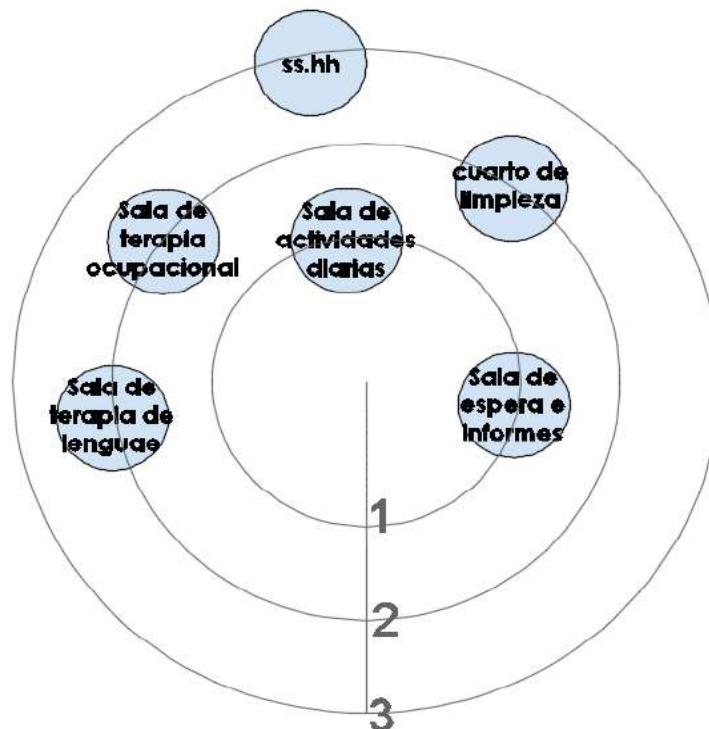 ss.hh
cuarto de
limpieza
Sala de
terapia
ocupacional
Sala de
actividades
diarias
Sala de
terapia de
lenguae
Sala de
espera e
informes
1
2
3